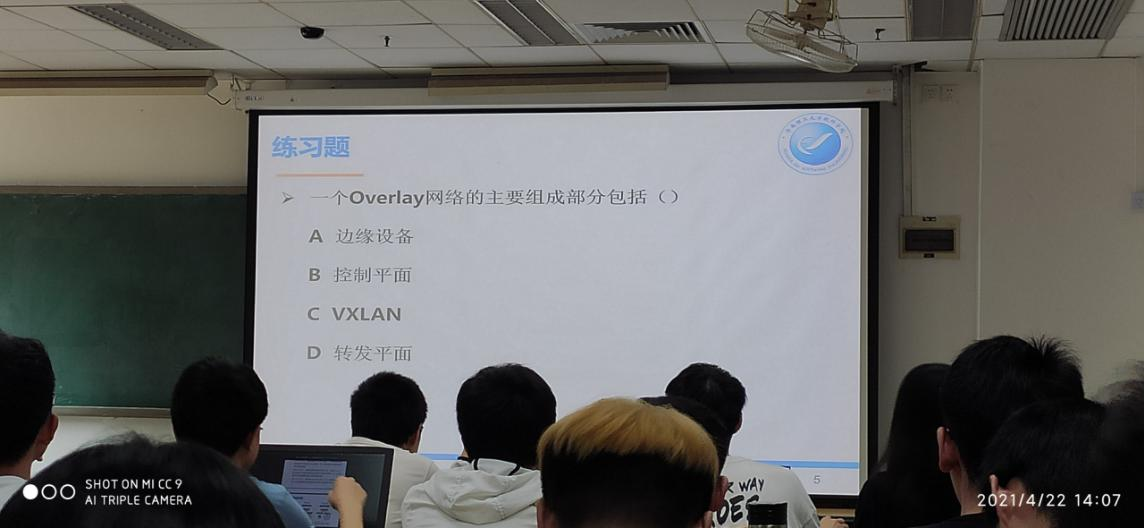 练习题
➢ 一个Overlay网络的主要组成部分包括（）
A 边缘设备
B 控制平面
C VXLAN
D 转发平面
5
WAY
SHOT ON MI CC 9
AI TRIPLE CAMERA
2021/4/22 14:07